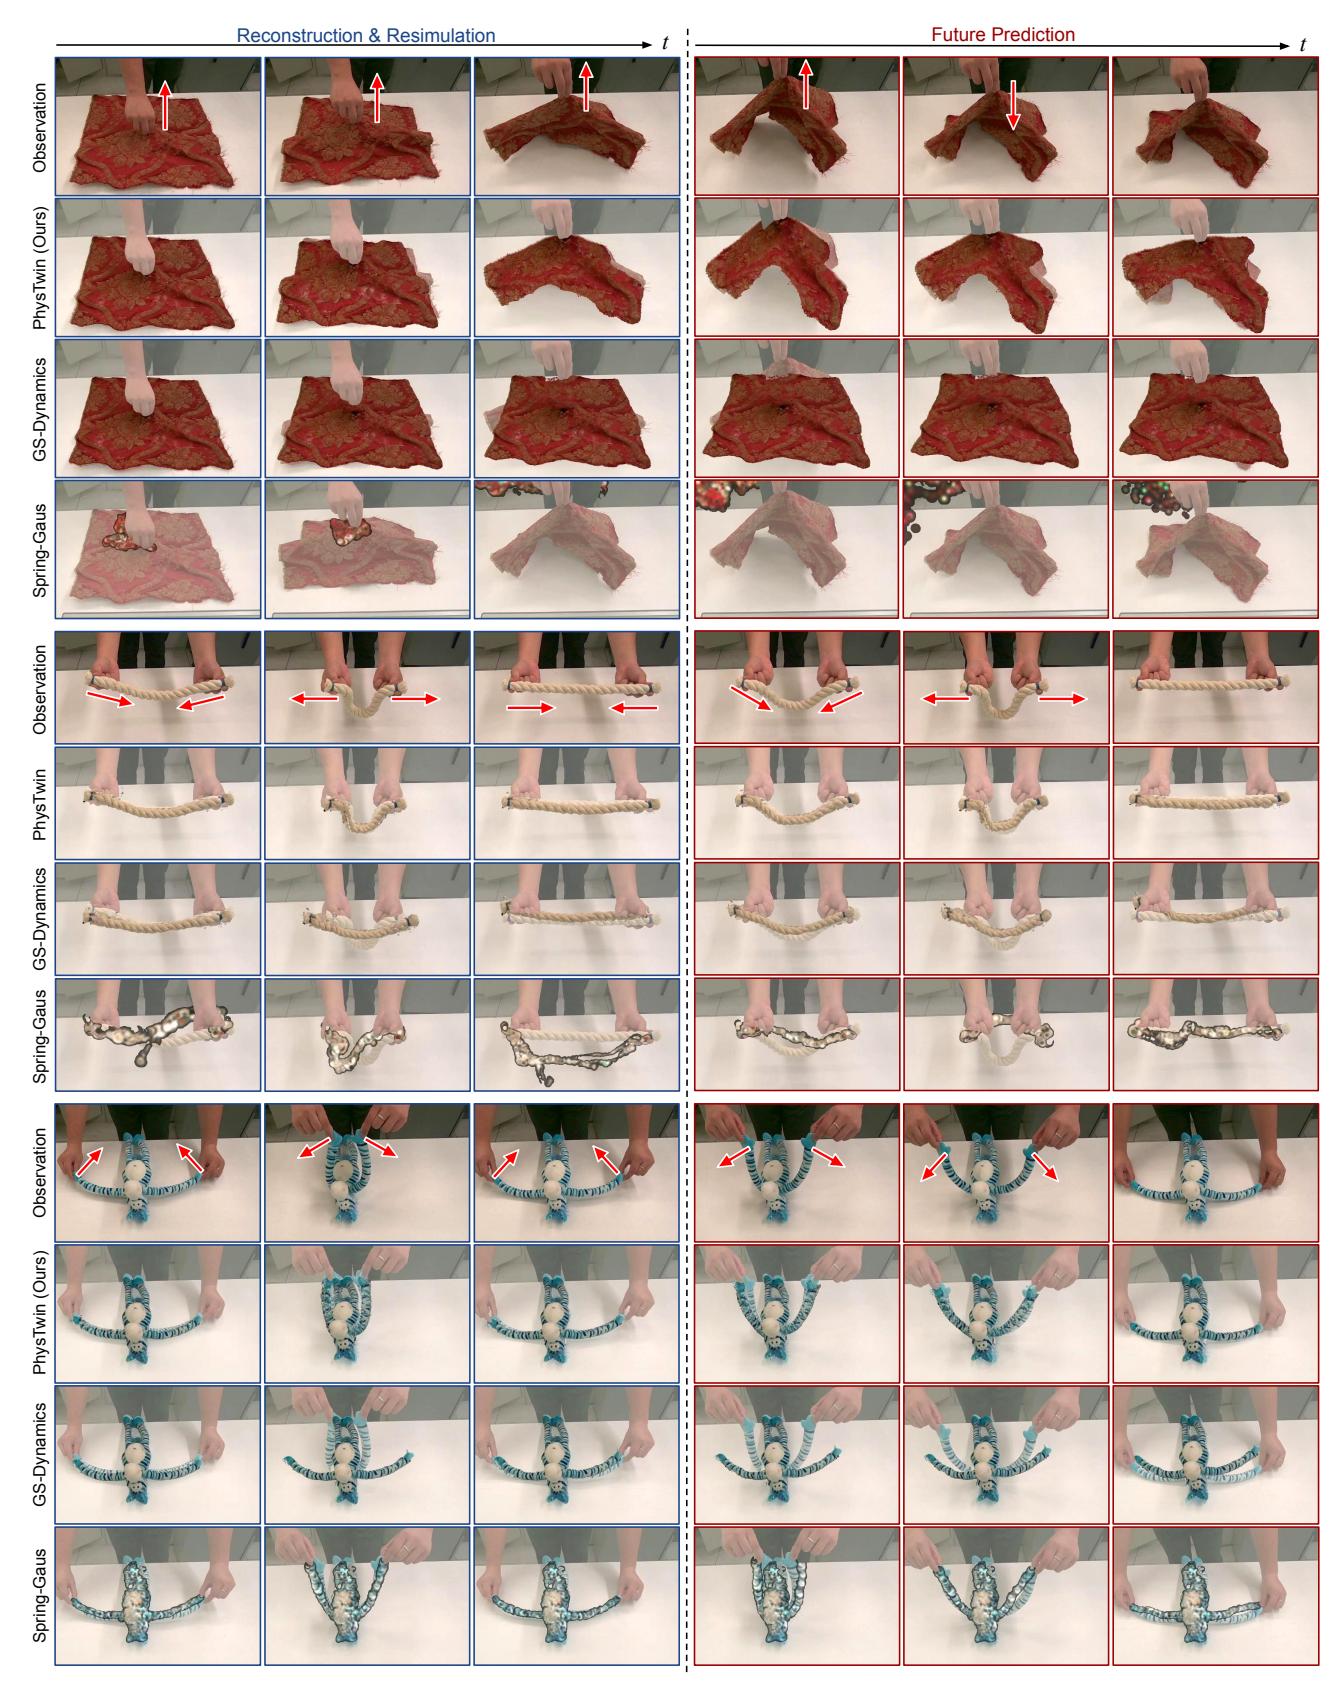 Reconstruction & Resimulation
t
Future Prediction
t
Observation
PhysTwin (Ours)
GS-Dynamics
Spring-Gaus
Observation
PhysTwin
GS-Dynamics
Spring-Gaus
Observation
PhysTwin (Ours)
GS-Dynamics
Spring-Gaus